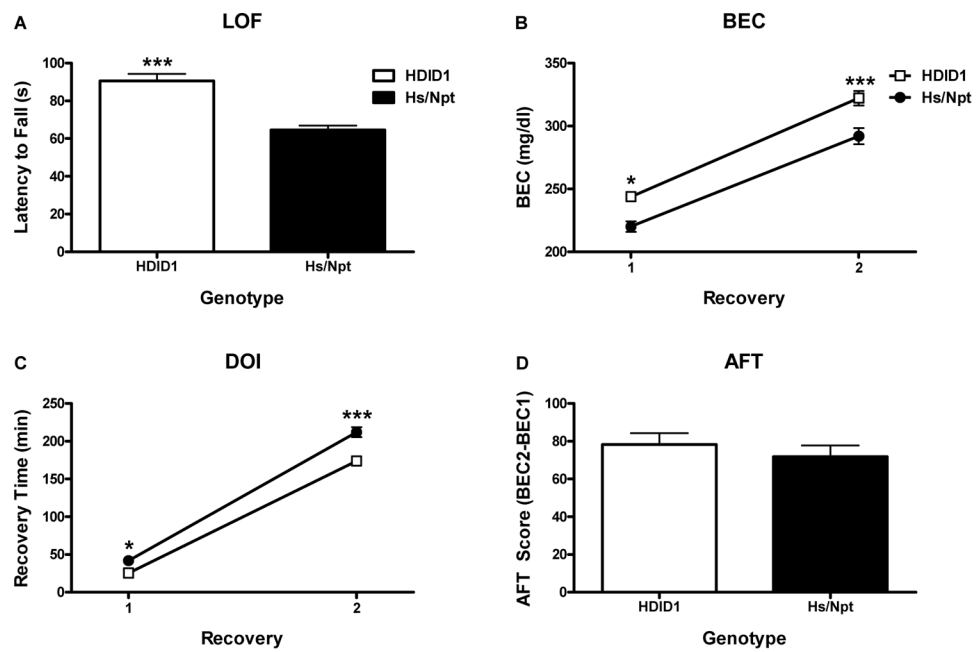 A
LOF
***
100
80
60
40
20
0
Latency to Fall (s)
HDID1
Hs/Npt
HDID1
Hs/Npt
Genotype
B
BEC
***
*
350
300
250
200
BEC (mg/dl)
HDID1
Hs/Npt
1
2
Recovery
C
DOI
***
*
250
200
150
100
50
0
Recovery Time (min)
1
2
Recovery
D
AFT
100
80
60
40
20
0
AFT Score (BEC2-BEC1)
HDID1
Hs/Npt
Genotype